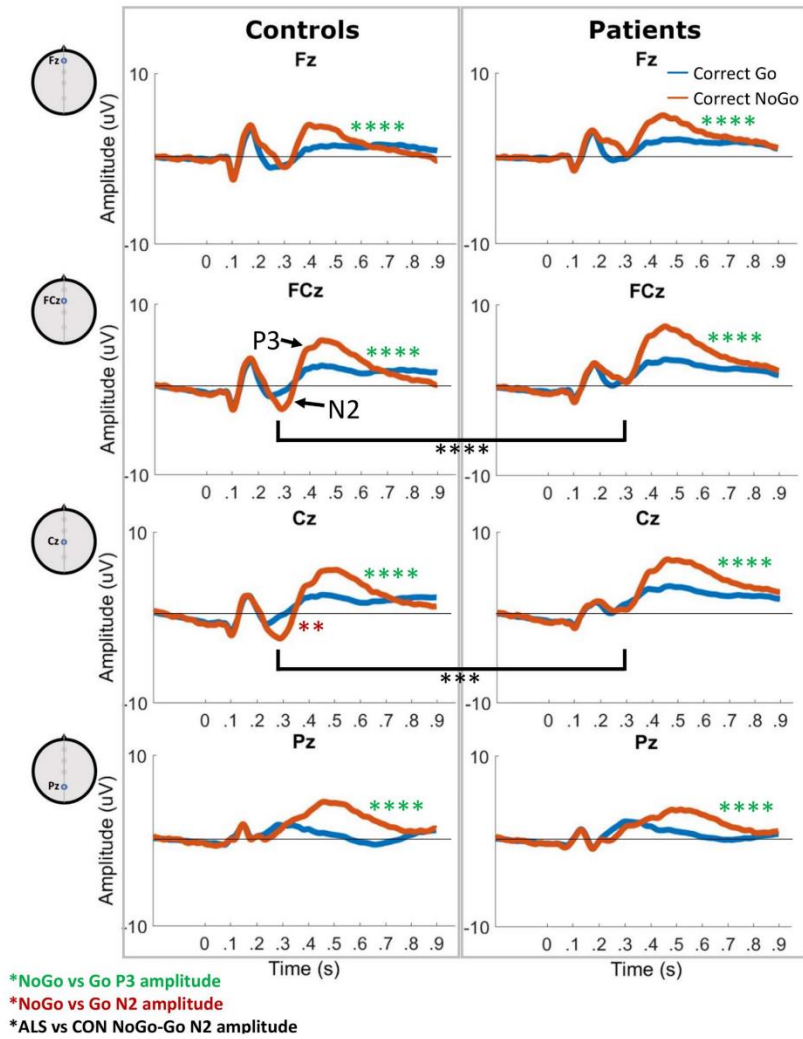 Controls
Patients
Fz
Fz
Fz
Correct Go
Correct NoGo
10
10
****
****
Amplitude (uV)
-10
-10
0 .1 .2 .3 .4 .5 .6 .7 .8 .9
0 .1 .2 .3 .4 .5 .6 .7 .8 .9
FCz
FCz
FCz
10
10
P3
****
****
N2
Amplitude (uV)
****
-10
-10
0 .1 .2 .3 .4 .5 .6 .7 .8 .9
0 .1 .2 .3 .4 .5 .6 .7 .8 .9
Cz
Cz
Cz
10
10
****
****
**
Amplitude (uV)
***
-10
-10
0 .1 .2 .3 .4 .5 .6 .7 .8 .9
0 .1 .2 .3 .4 .5 .6 .7 .8 .9
Pz
Pz
Pz
10
10
****
****
Amplitude (uV)
-10
-10
0 .1 .2 .3 .4 .5 .6 .7 .8 .9
0 .1 .2 .3 .4 .5 .6 .7 .8 .9
Time (s)
Time (s)
*NoGo vs Go P3 amplitude
*NoGo vs Go N2 amplitude
*ALS vs CON NoGo-Go N2 amplitude